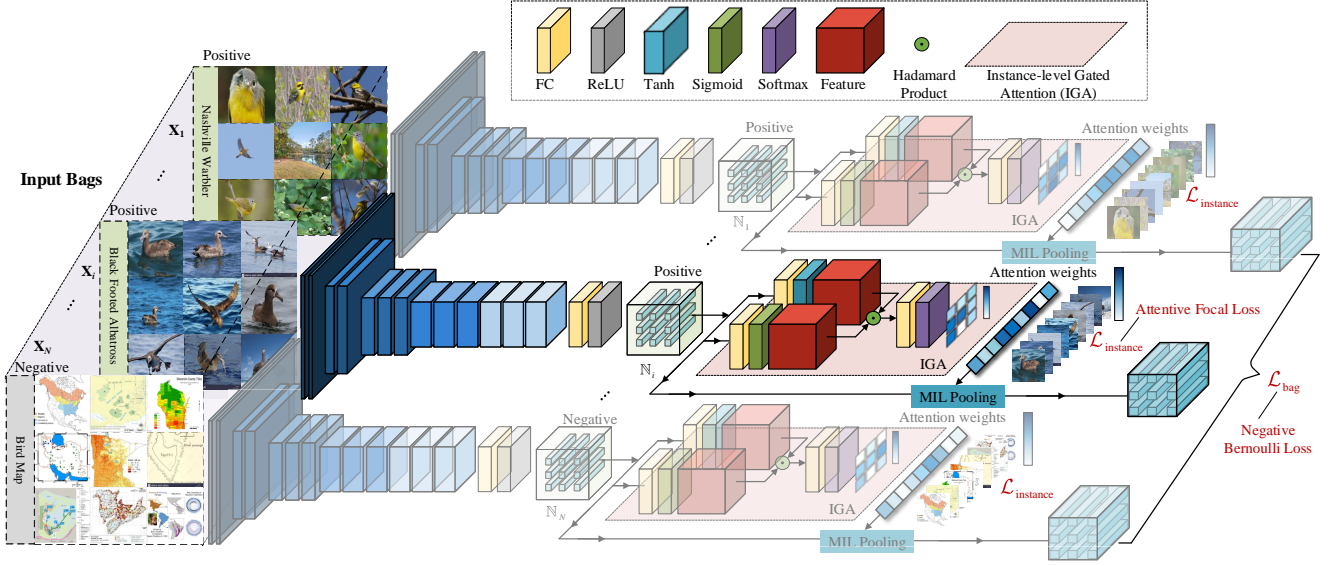 FC
ReLU
Tanh
Sigmoid
Softmax
Feature
Hadamard
Product
Instance-level Gated
Attention (IGA)
Input Bags
Positive
X1
Nashville Warbler
Positive
Xi
Black Footed Albatross
XN
Negative
Bird Map
...
...
Positive
ℕ1
IGA
Attention weights
ℒinstance
MIL Pooling
...
Positive
ℕi
IGA
Attention weights
ℒinstance
Attentive Focal Loss
MIL Pooling
...
Negative
ℕN
IGA
Attention weights
ℒinstance
MIL Pooling
ℒbag
Negative
Bernoulli Loss